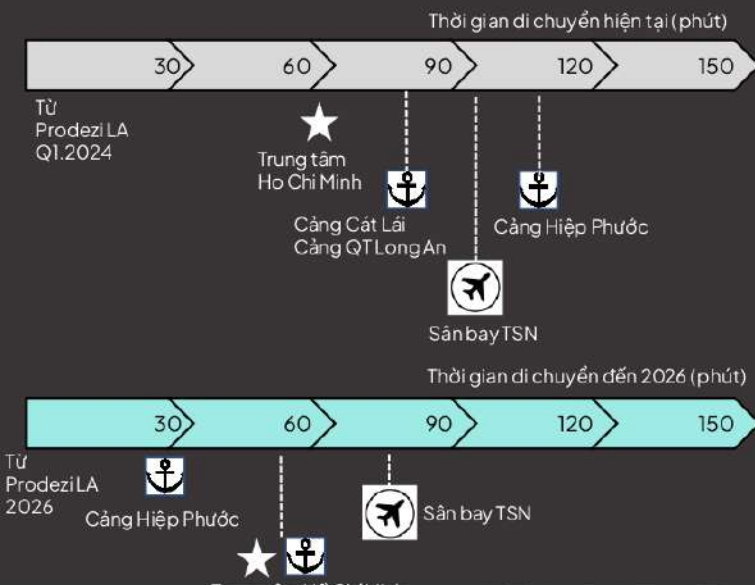 Thời gian di chuyển hiện tại (phút)
30 60 90 120 150
Từ
Prodezi LA
Q1.2024
Trung tâm
Ho Chi Minh
Cảng Cát Lái
Cảng QT Long An
Cảng Hiệp Phước
Sân bay TSN
Thời gian di chuyển đến 2026 (phút)
30 60 90 120 150
Từ
Prodezi LA
2026
Cảng Hiệp Phước
Sân bay TSN